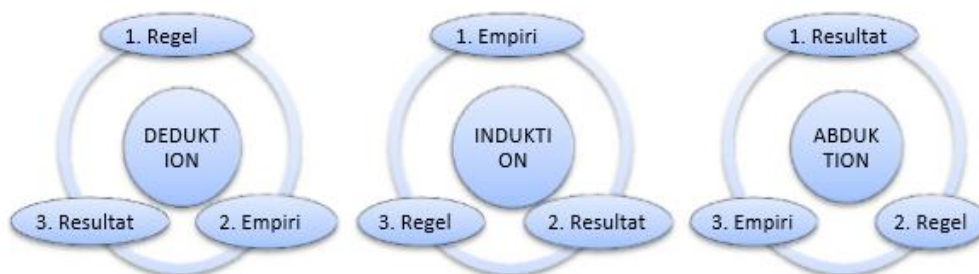 1. Regel
DEDUKT
ION
3. Resultat
2. Empiri
1. Empiri
INDUKTI
ON
3. Regel
2. Resultat
1. Resultat
ABDUK
TION
3. Empiri
2. Regel